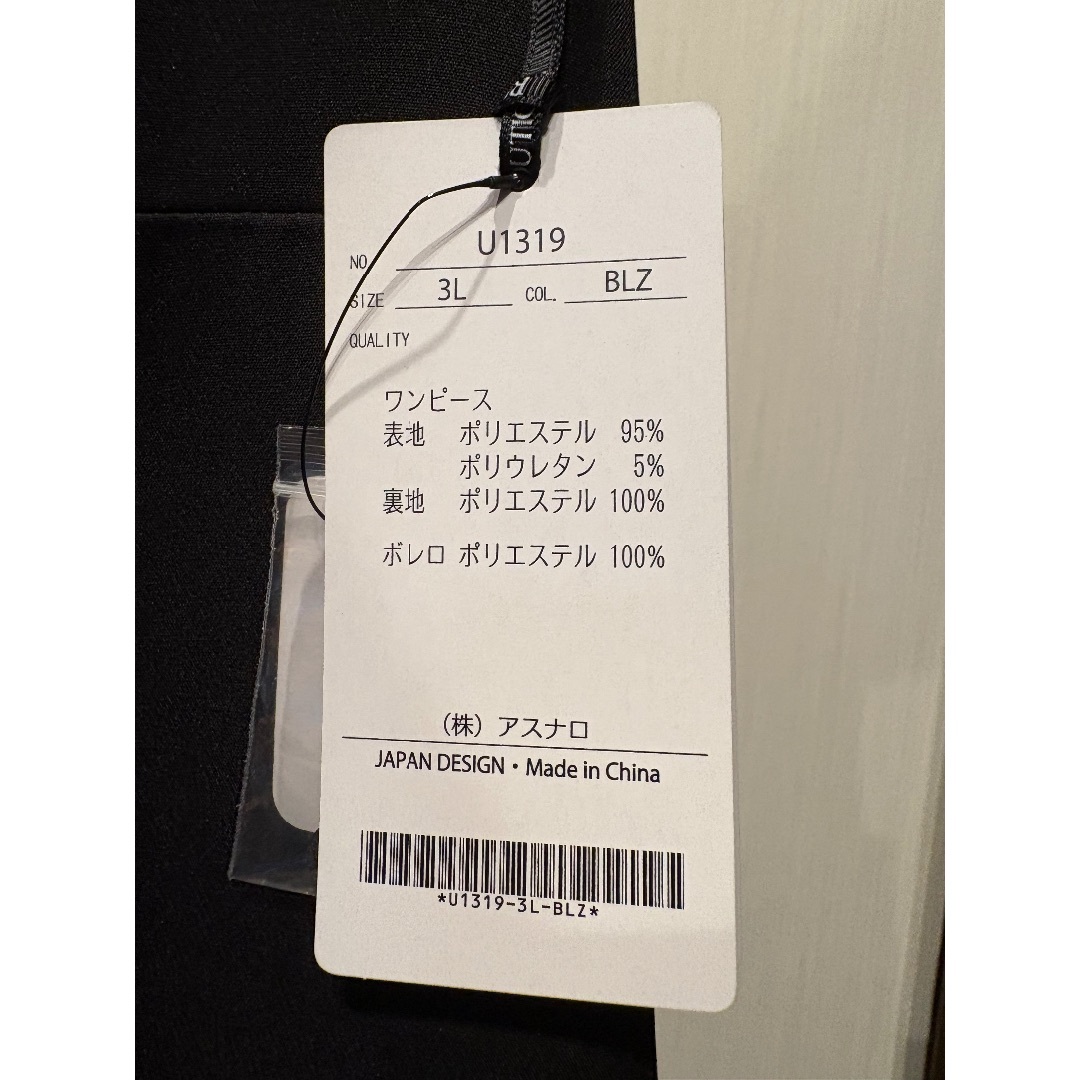 NO. U1319
SIZE 3L COL. BLZ
QUALITY
ワンピース
表地 ポリエステル 95%
ポリウレタン 5%
裏地 ポリエステル 100%
ボレロ ポリエステル 100%
(株) アスナロ
JAPAN DESIGN・Made in China
*U1319-3L-BLZ*